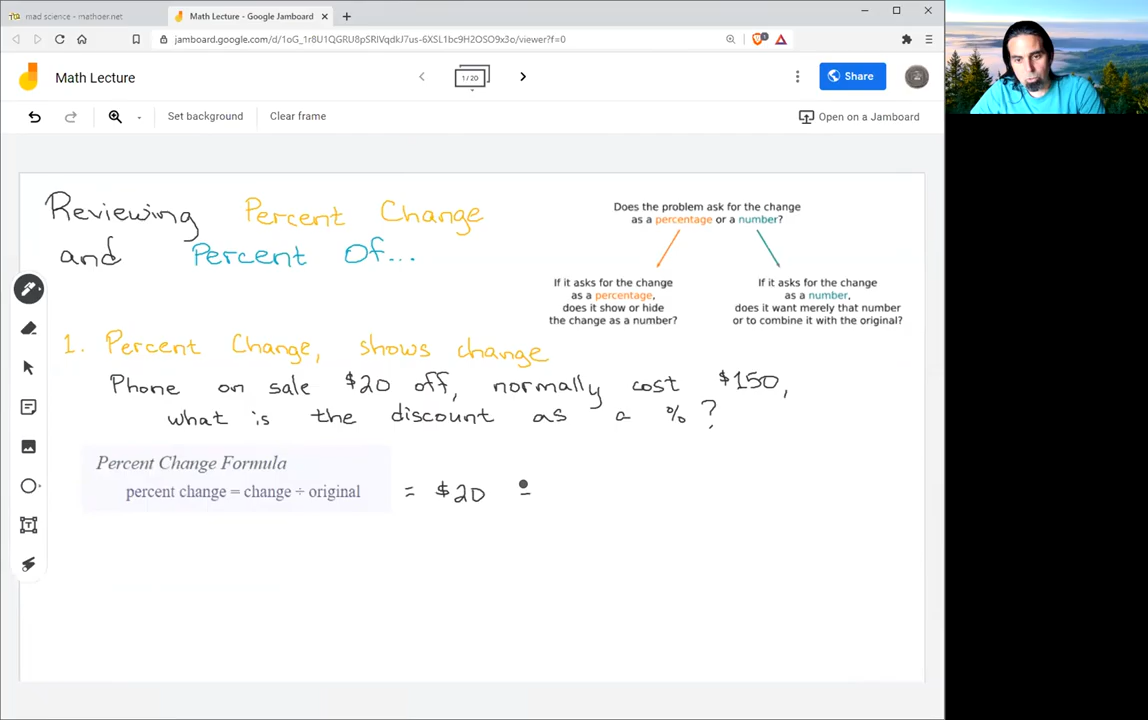 mad science - mathoer.net
Math Lecture - Google Jamboard
jamboard.google.com/d/1oG_1r8U1QGRU8pSRlVqdkJ7us-6XSL1bc9H2OSO9x3o/viewer?f=0
Math Lecture
1 / 20
Share
Set background
Clear frame
Open on a Jamboard
Reviewing Percent Change
and Percent Of...
Does the problem ask for the change
as a percentage or a number?
If it asks for the change
as a percentage,
does it show or hide
the change as a number?
If it asks for the change
as a number,
does it want merely that number
or to combine it with the original?
1. Percent Change, shows change
Phone on sale $20 off, normally cost $150,
what is the discount as a % ?
Percent Change Formula
percent change = change ÷ original
= $20 ÷